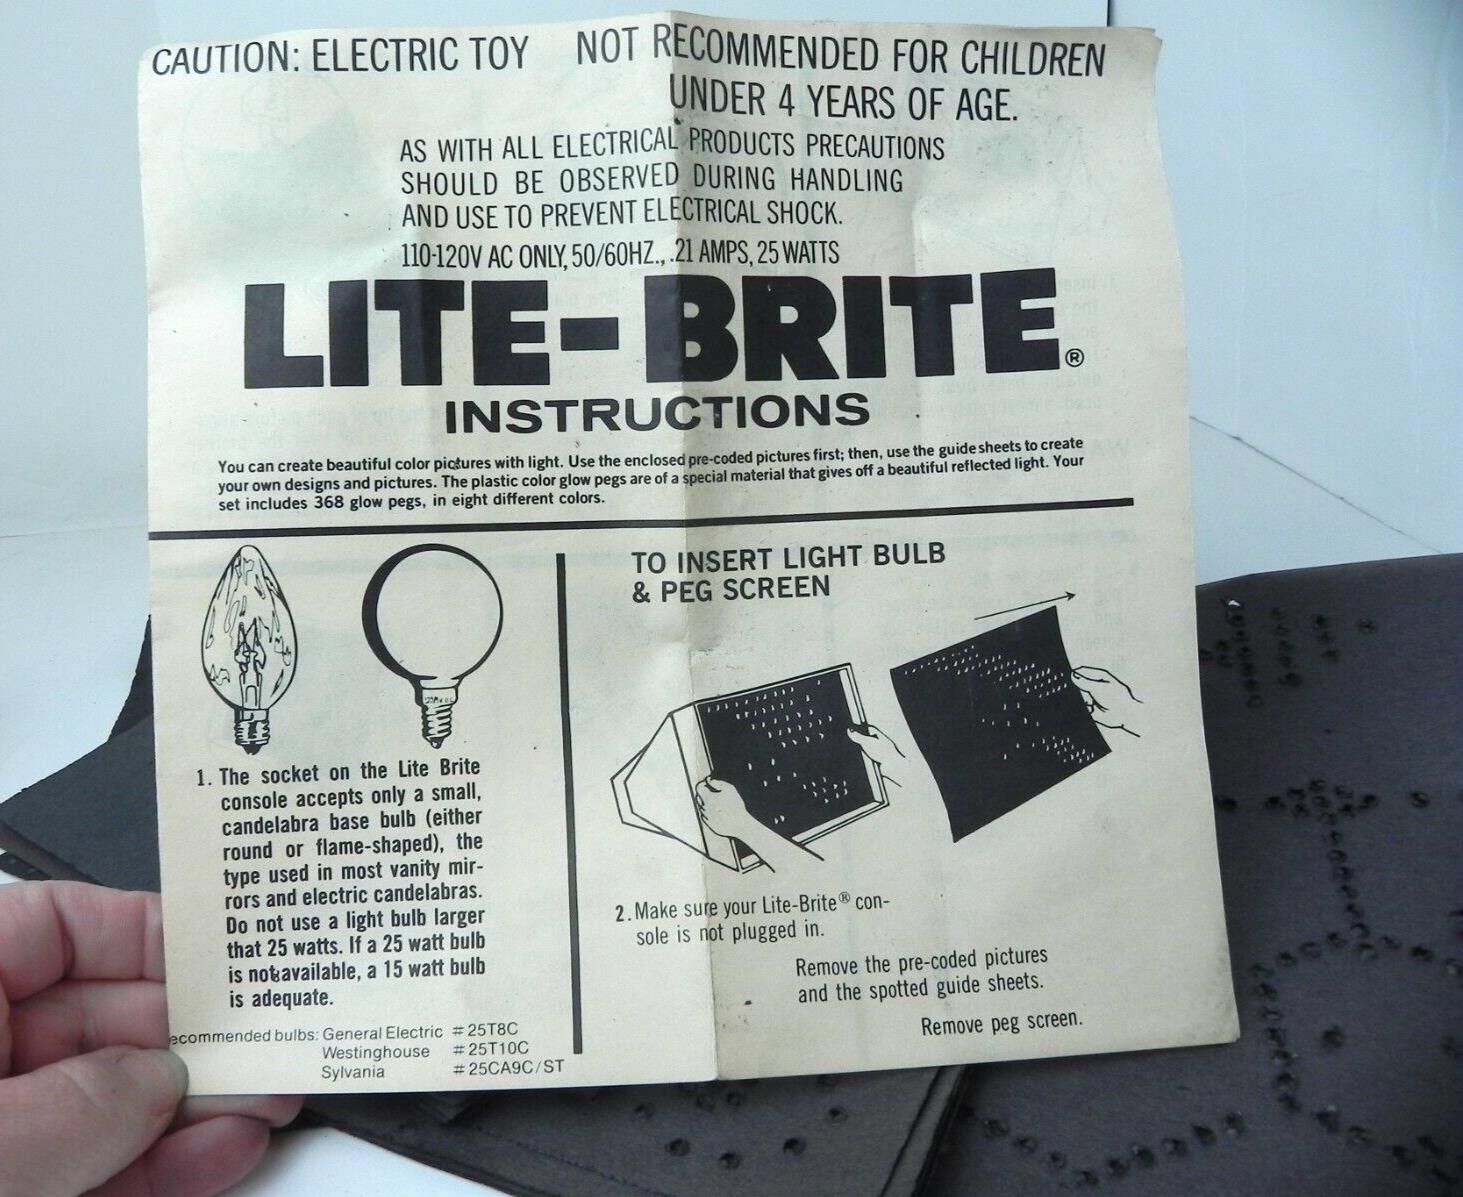 CAUTION: ELECTRIC TOY NOT RECOMMENDED FOR CHILDREN
UNDER 4 YEARS OF AGE.
AS WITH ALL ELECTRICAL PRODUCTS PRECAUTIONS
SHOULD BE OBSERVED DURING HANDLING
AND USE TO PREVENT ELECTRICAL SHOCK.
110-120V AC ONLY, 50/60HZ., .21 AMPS, 25 WATTS
LITE-BRITE®
INSTRUCTIONS
You can create beautiful color pictures with light. Use the enclosed pre-coded pictures first; then, use the guide sheets to create
your own designs and pictures. The plastic color glow pegs are of a special material that gives off a beautiful reflected light. Your
set includes 368 glow pegs, in eight different colors.
1. The socket on the Lite Brite
console accepts only a small,
candelabra base bulb (either
round or flame-shaped), the
type used in most vanity mir-
rors and electric candelabras.
Do not use a light bulb larger
that 25 watts. If a 25 watt bulb
is not available, a 15 watt bulb
is adequate.
ecommended bulbs: General Electric #25T8C
Westinghouse #25T10C
Sylvania #25CA9C/ST
TO INSERT LIGHT BULB
& PEG SCREEN
2. Make sure your Lite-Brite® con-
sole is not plugged in.
Remove the pre-coded pictures
and the spotted guide sheets.
Remove peg screen.